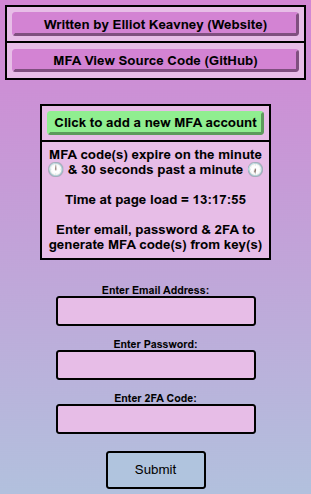 Written by Elliot Keavney (Website)
MFA View Source Code (GitHub)
Click to add a new MFA account
MFA code(s) expire on the minute
🕛 & 30 seconds past a minute 🕡
Time at page load = 13:17:55
Enter email, password & 2FA to
generate MFA code(s) from key(s)
Enter Email Address:
Enter Password:
Enter 2FA Code:
Submit